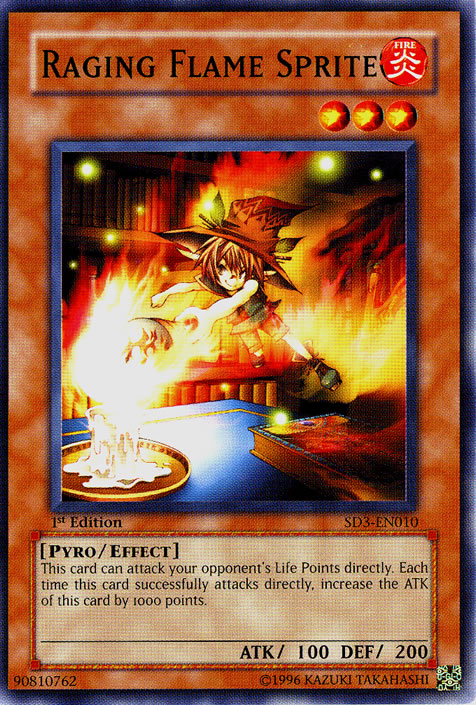 RAGING FLAME SPRITE
FIRE
炎
1st Edition
SD3-EN010
[PYRO/EFFECT]
This card can attack your opponent's Life Points directly. Each
time this card successfully attacks directly, increase the ATK
of this card by 1000 points.
ATK/ 100 DEF/ 200
90810762
©1996 KAZUKI TAKAHASHI